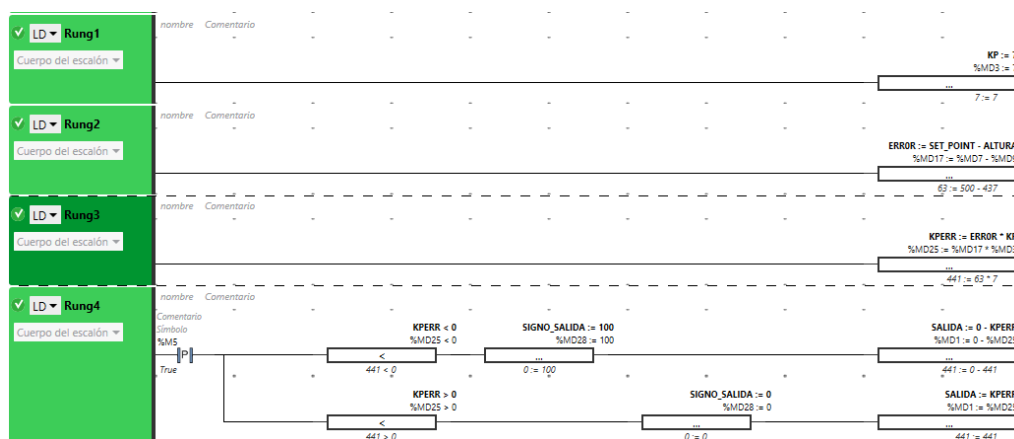 LD Rung1
nombre Comentario
Cuerpo del escalón
KP := 7
%MD3 := 7
...
7 := 7
LD Rung2
nombre Comentario
Cuerpo del escalón
ERR0R := SET_POINT - ALTURA
%MD17 := %MD7 - %MD9
...
63 := 500 - 437
LD Rung3
nombre Comentario
Cuerpo del escalón
KPERR := ERR0R * KP
%MD25 := %MD17 * %MD3
...
441 := 63 * 7
LD Rung4
nombre Comentario
Cuerpo del escalón
Comentario
Símbolo
%M5
P
True
KPERR < 0
%MD25 < 0
<
441 < 0
SIGNO_SALIDA := 100
%MD28 := 100
...
0 := 100
SALIDA := 0 - KPERR
%MD1 := 0 - %MD25
...
441 := 0 - 441
KPERR > 0
%MD25 > 0
<
441 > 0
SIGNO_SALIDA := 0
%MD28 := 0
...
0 := 0
SALIDA := KPERR
%MD1 := %MD25
...
441 := 441